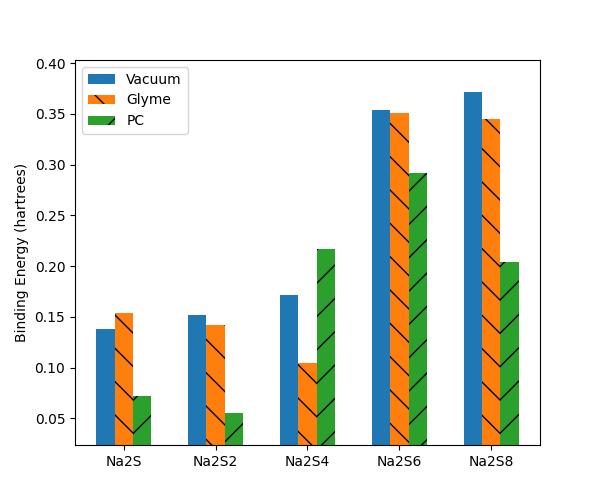 0.40
0.35
0.30
0.25
0.20
0.15
0.10
0.05
Binding Energy (hartrees)
Vacuum
Glyme
PC
Na2S
Na2S2
Na2S4
Na2S6
Na2S8